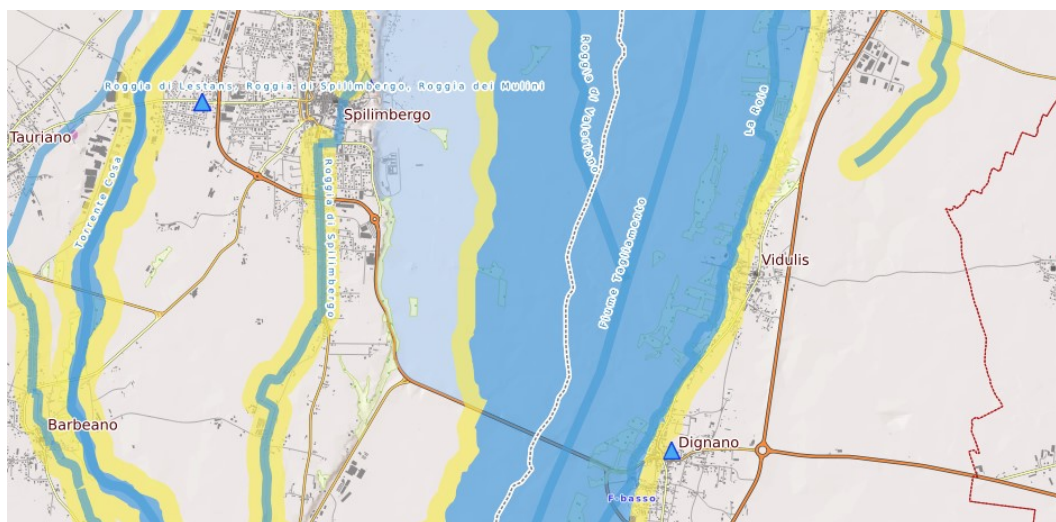 Roggia di Lestans, Roggia di Spilimbergo, Roggia dei Mulini
Spilimbergo
Tauriano
Torrente Cosa
Roggia di Spilimbergo
Roggia di Valeriano
La Roia
Fiume Tagliamento
Vidulis
Barbeano
Dignano
F basso